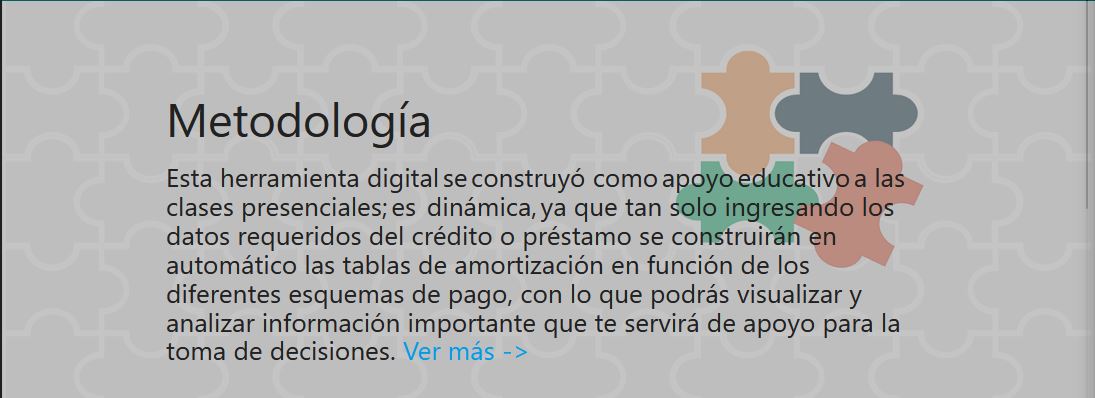 Metodología
Esta herramienta digital se construyó como apoyo educativo a las
clases presenciales; es dinámica, ya que tan solo ingresando los
datos requeridos del crédito o préstamo se construirán en
automático las tablas de amortización en función de los
diferentes esquemas de pago, con lo que podrás visualizar y
analizar información importante que te servirá de apoyo para la
toma de decisiones. Ver más ->